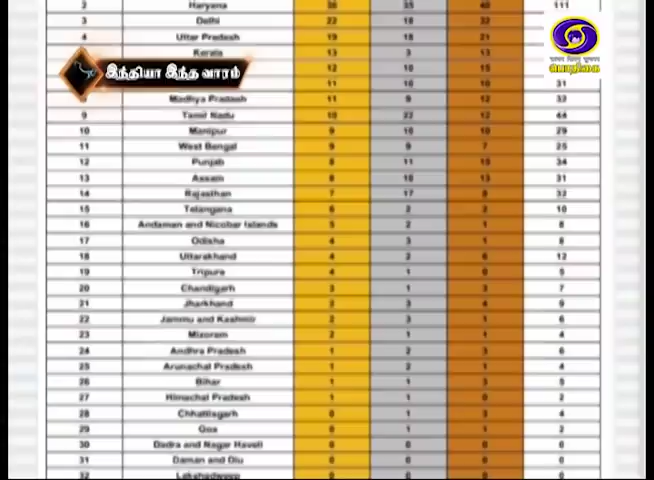 2 Haryana 38 35 40 111
3 Delhi 22 18 32
4 Uttar Pradesh 19 18 21
Kerala 13 3 13
12 10 15
இந்தியா இந்த வாரம்
பொதிகை
11 10 10 31
8 Madhya Pradesh 11 9 12 32
9 Tamil Nadu 10 22 12 44
10 Manipur 9 10 10 29
11 West Bengal 9 9 7 25
12 Punjab 8 11 15 34
13 Assam 8 10 13 31
14 Rajasthan 7 17 8 32
15 Telangana 6 2 2 10
16 Andaman and Nicobar Islands 5 2 1 8
17 Odisha 4 3 1 8
18 Uttarakhand 4 2 6 12
19 Tripura 4 1 0 5
20 Chandigarh 3 1 3 7
21 Jharkhand 2 3 4 9
22 Jammu and Kashmir 2 3 1 6
23 Mizoram 2 1 1 4
24 Andhra Pradesh 1 2 3 6
25 Arunachal Pradesh 1 2 1 4
26 Bihar 1 1 3 5
27 Himachal Pradesh 1 1 0 2
28 Chhattisgarh 0 1 3 4
29 Goa 0 1 1 2
30 Dadra and Nagar Haveli 0 0 0 0
31 Daman and Diu 0 0 0 0
32 Lakshadweep 0 0 0 0